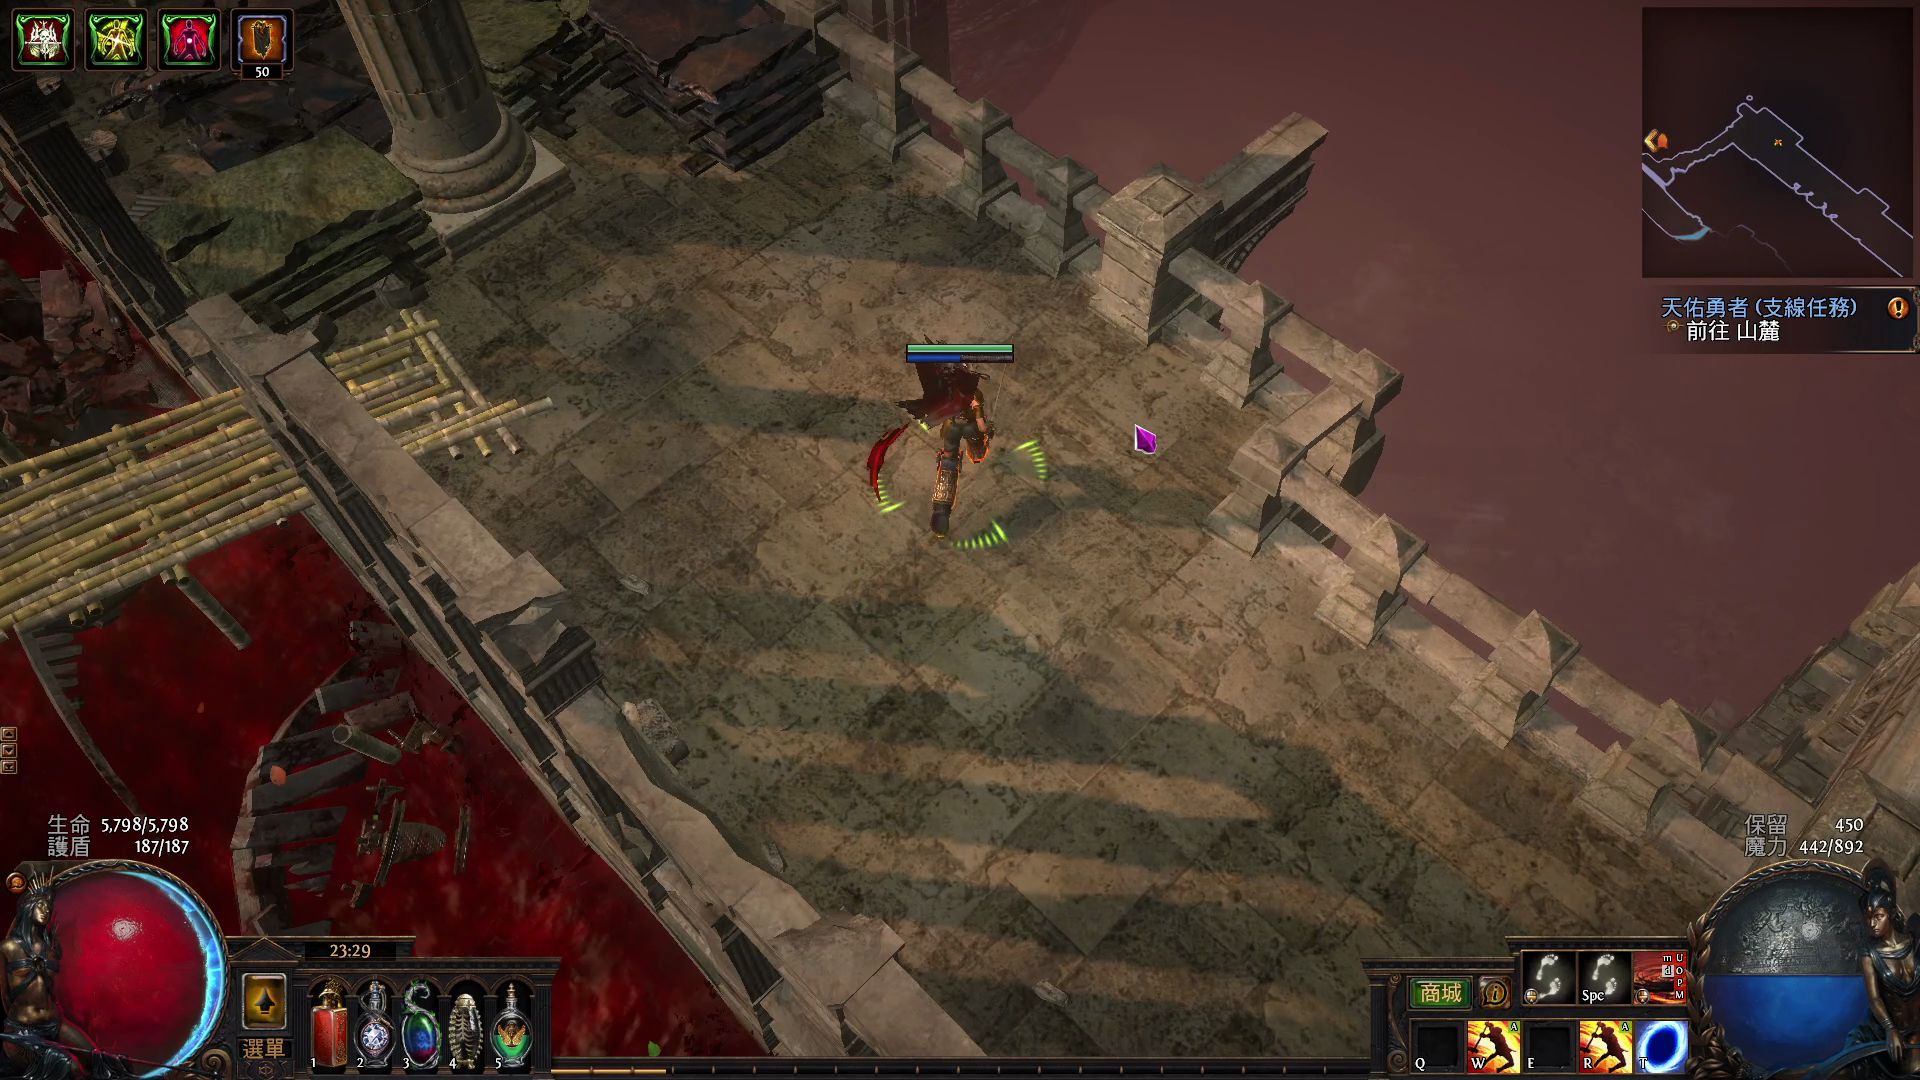 50
天佑勇者 (支線任務)
前往 山麓
生命 5,798/5,798
護盾 187/187
保留 450
魔力 442/892
23:29
選單
1
2
3
4
5
商城
Spc
Q
W
A
E
R
A
T